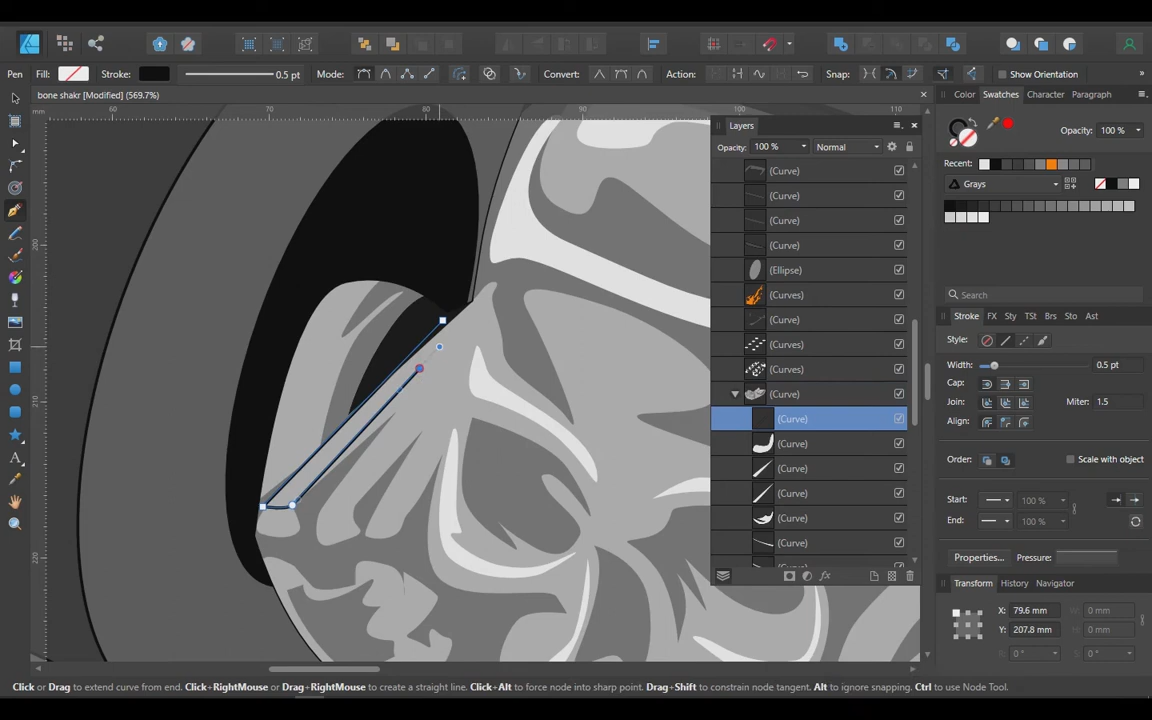 Pen Fill: Stroke: 0.5 pt Mode: Convert: Action: Snap: Show Orientation »
bone shakr [Modified] (569.7%)
mm 60 70 80 90 100 110
200
210
220
Layers
Opacity: 100 % Normal
(Curve)
(Curve)
(Curve)
(Curve)
(Ellipse)
(Curves)
(Curve)
(Curves)
(Curves)
(Curve)
(Curve)
(Curve)
(Curve)
(Curve)
(Curve)
(Curve)
Color Swatches Character Paragraph
Opacity: 100 %
Recent:
Grays
Search
Stroke FX Sty TSt Brs Sto Ast
Style:
Width: 0.5 pt
Cap:
Join: Miter: 1.5
Align:
Order: Scale with object
Start: 100 %
End: 100 %
Properties... Pressure:
Transform History Navigator
X: 79.6 mm W: 0 mm
Y: 207.8 mm H: 0 mm
R: 0 ° S: 0 °
Click or Drag to extend curve from end. Click+RightMouse or Drag+RightMouse to create a straight line. Click+Alt to force node into sharp point. Drag+Shift to constrain node tangent. Alt to ignore snapping. Ctrl to use Node Tool.